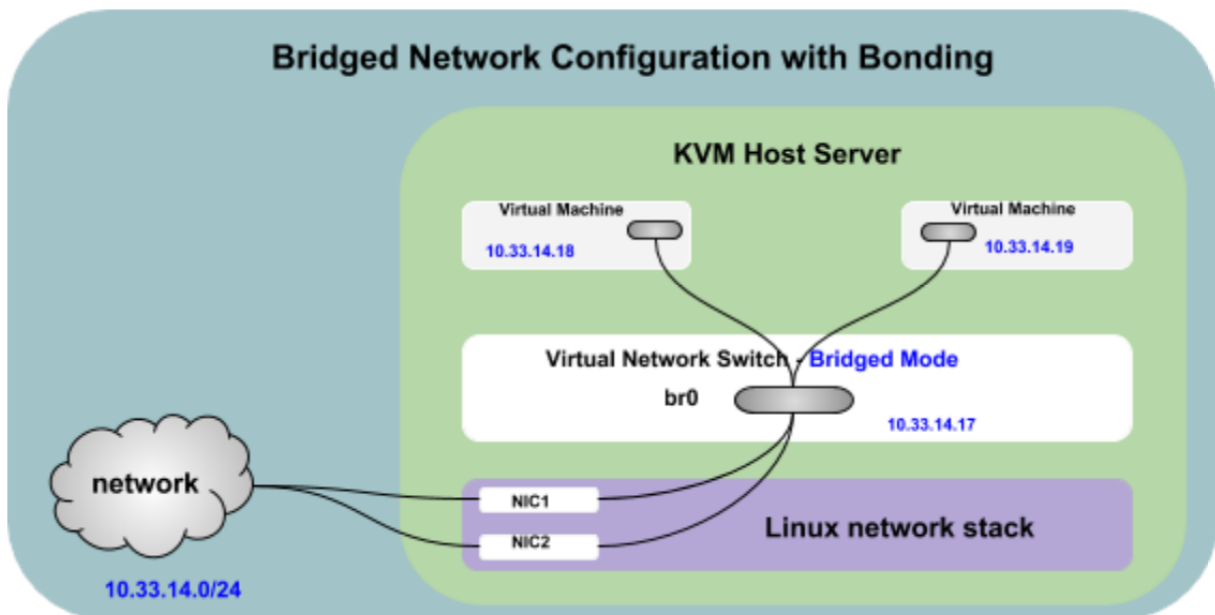 Bridged Network Configuration with Bonding
KVM Host Server
Virtual Machine
10.33.14.18
Virtual Machine
10.33.14.19
Virtual Network Switch - Bridged Mode
br0
10.33.14.17
network
NIC1
NIC2
Linux network stack
10.33.14.0/24